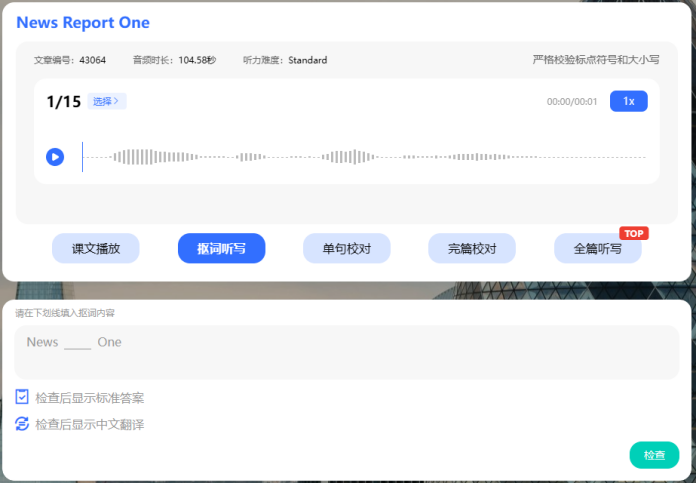 News Report One
文章编号：43064 音频时长：104.58秒 听力难度：Standard 严格校验标点符号和大小写
1/15 选择> 00:00/00:01 1x
TOP
课文播放 抠词听写 单句校对 完篇校对 全篇听写
请在下划线填入抠词内容
News ____ One
检查后显示标准答案
检查后显示中文翻译
检查